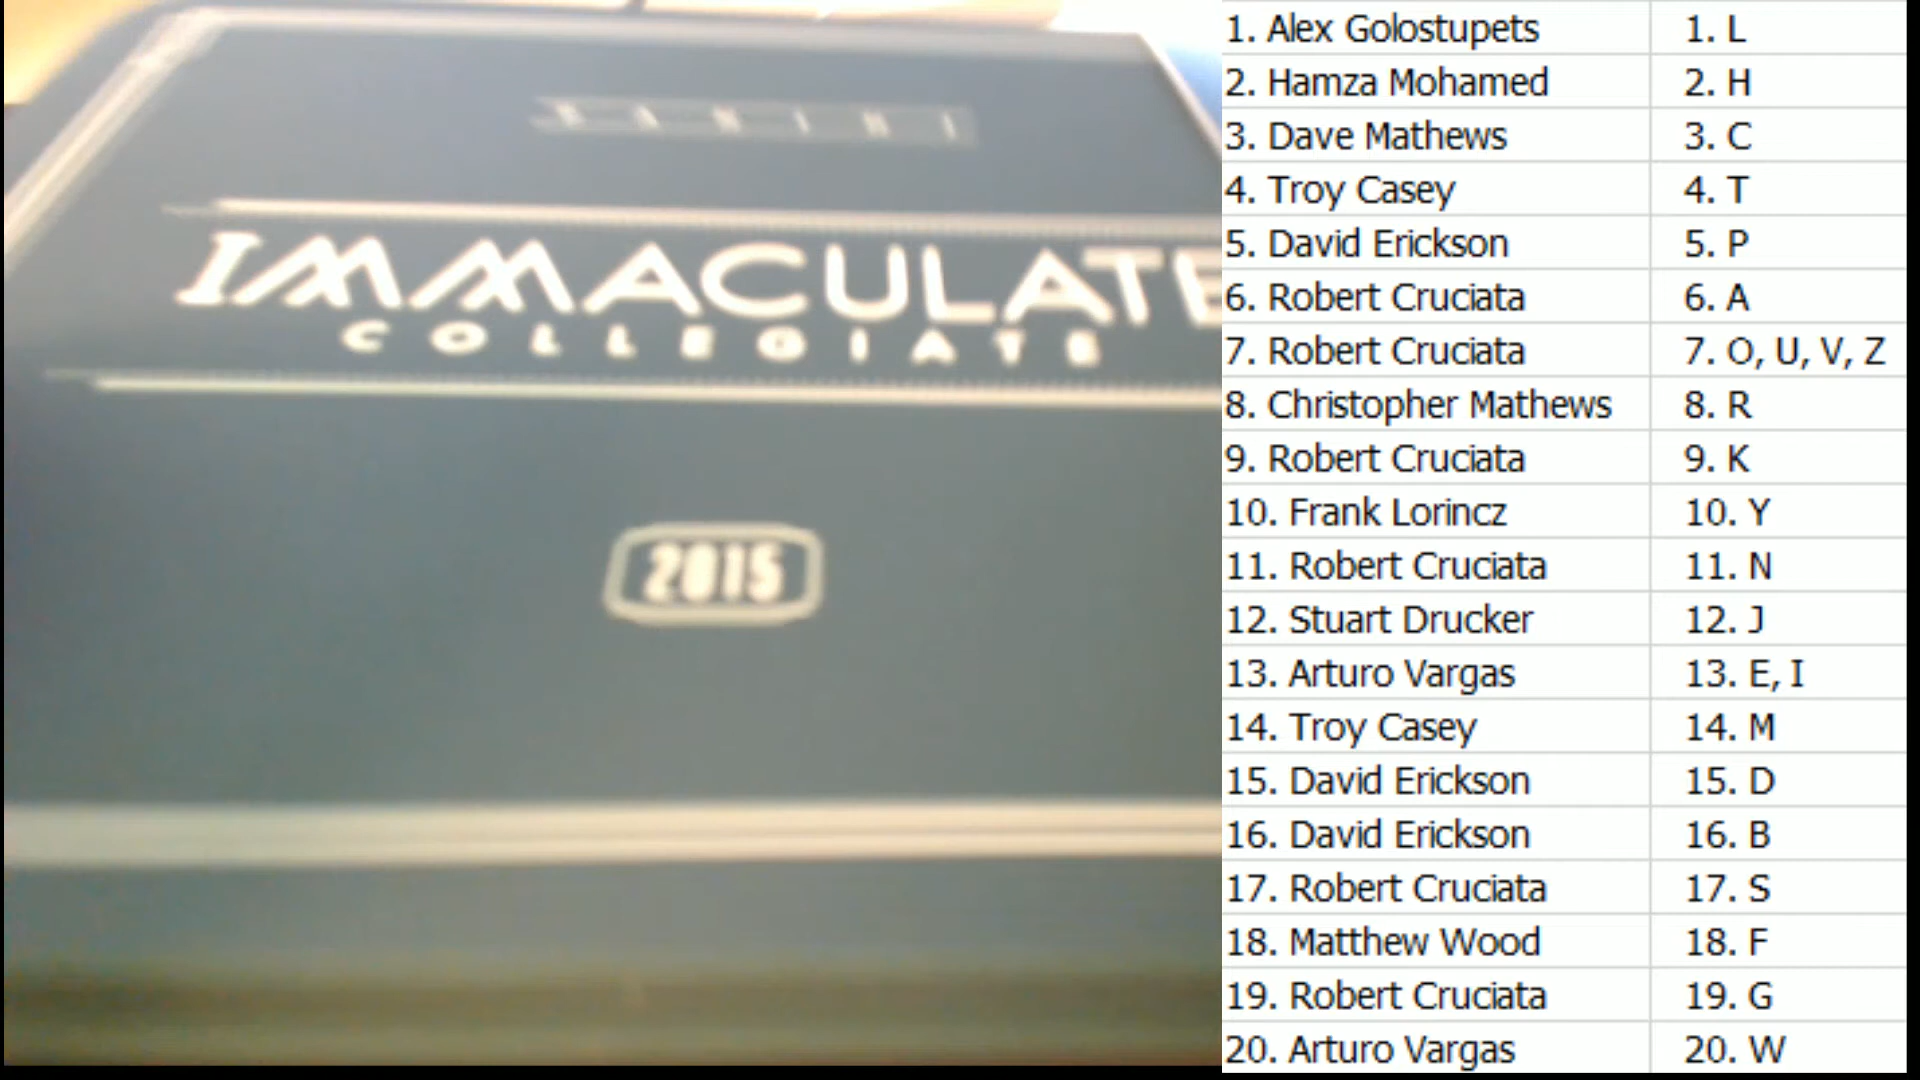 IMMACULATE
COLLEGIATE
2015
1. Alex Golostupets 1. L
2. Hamza Mohamed 2. H
3. Dave Mathews 3. C
4. Troy Casey 4. T
5. David Erickson 5. P
6. Robert Cruciata 6. A
7. Robert Cruciata 7. O, U, V, Z
8. Christopher Mathews 8. R
9. Robert Cruciata 9. K
10. Frank Lorincz 10. Y
11. Robert Cruciata 11. N
12. Stuart Drucker 12. J
13. Arturo Vargas 13. E, I
14. Troy Casey 14. M
15. David Erickson 15. D
16. David Erickson 16. B
17. Robert Cruciata 17. S
18. Matthew Wood 18. F
19. Robert Cruciata 19. G
20. Arturo Vargas 20. W